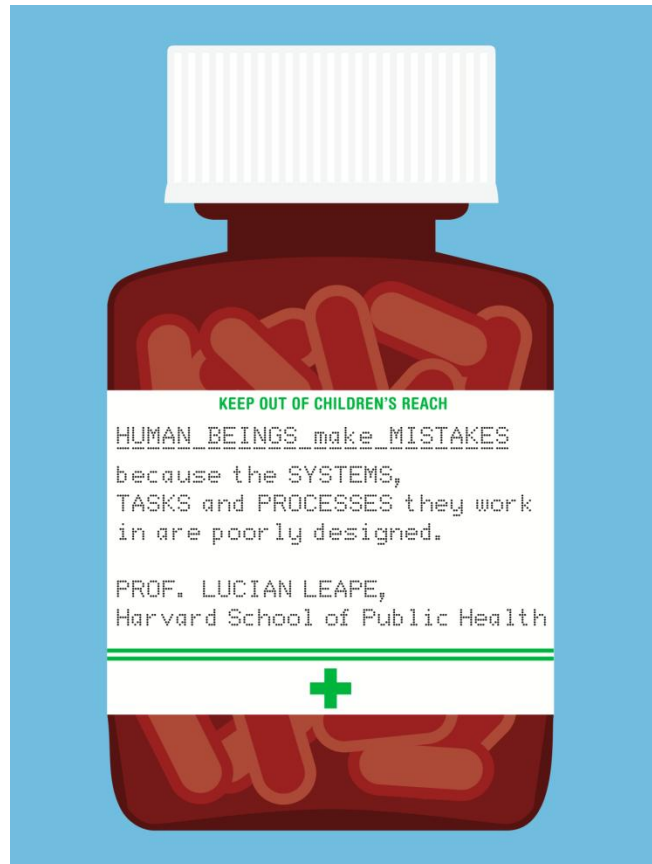 KEEP OUT OF CHILDREN'S REACH
HUMAN BEINGS make MISTAKES
because the SYSTEMS,
TASKS and PROCESSES they work
in are poorly designed.
PROF. LUCIAN LEAPE,
Harvard School of Public Health